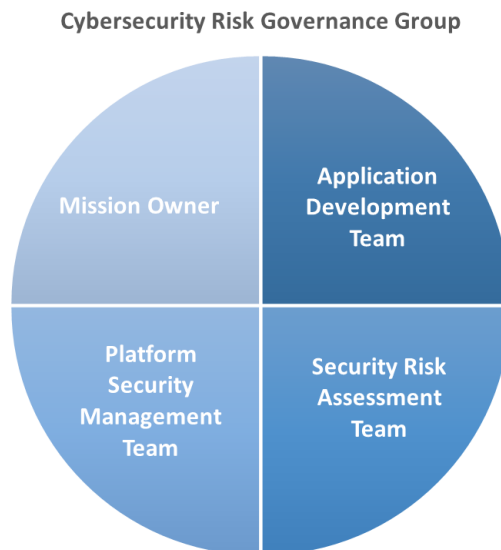 Cybersecurity Risk Governance Group
Mission Owner
Application
Development
Team
Platform
Security
Management
Team
Security Risk
Assessment
Team